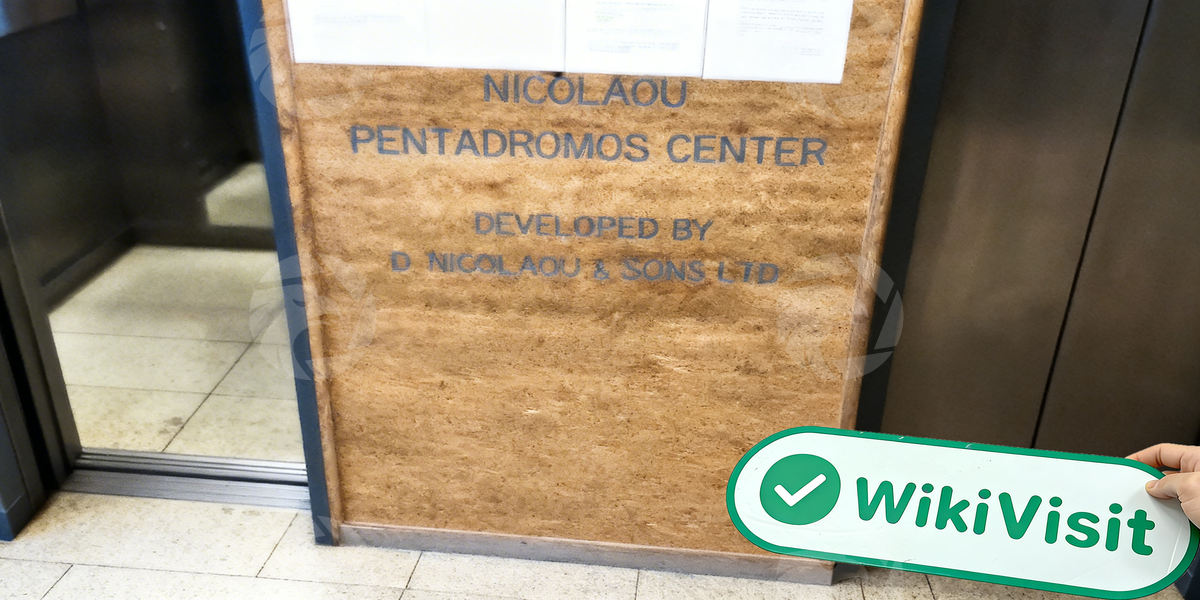 NICOLAOU
PENTADROMOS CENTER
DEVELOPED BY
D NICOLAOU & SONS LTD
WikiVisit